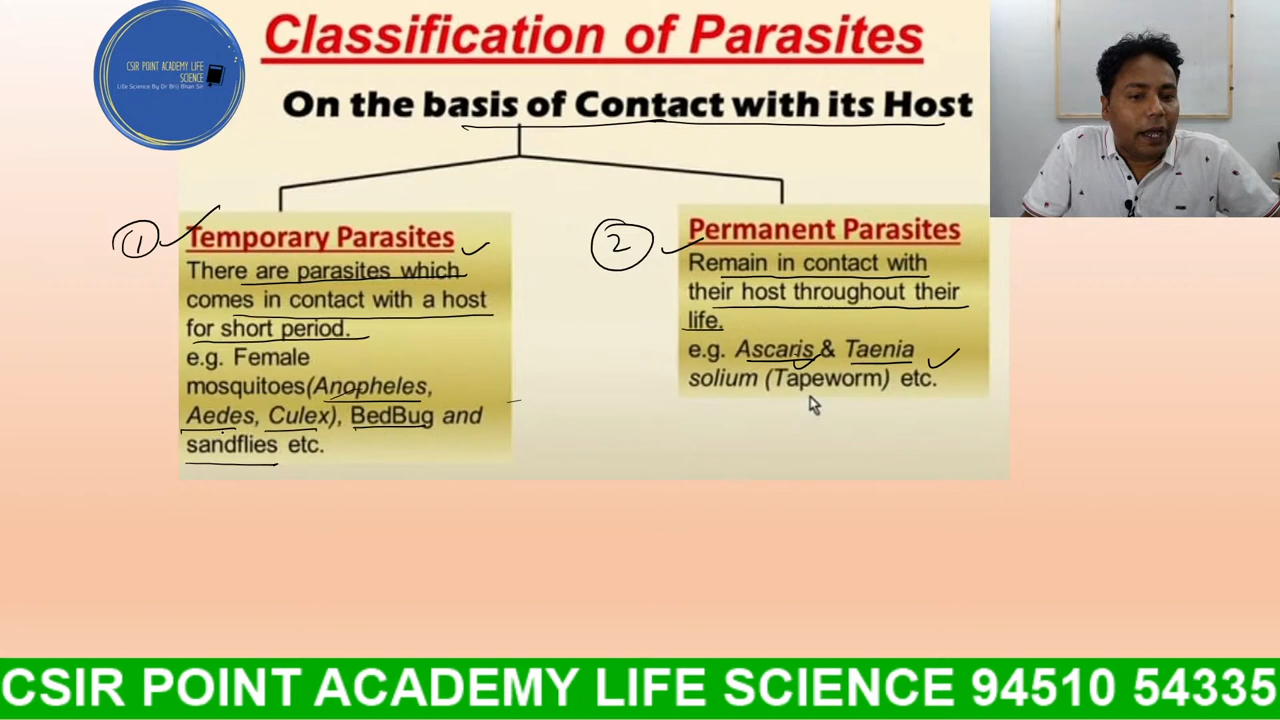 CSIR POINT ACADEMY LIFE
SCIENCE
Life Science By Dr Brij Bhan Sir
Classification of Parasites
On the basis of Contact with its Host
1
Temporary Parasites
There are parasites which
comes in contact with a host
for short period.
e.g. Female
mosquitoes(Anopheles,
Aedes, Culex), BedBug and
sandflies etc.
2
Permanent Parasites
Remain in contact with
their host throughout their
life.
e.g. Ascaris & Taenia
solium (Tapeworm) etc.
CSIR POINT ACADEMY LIFE SCIENCE 94510 54335